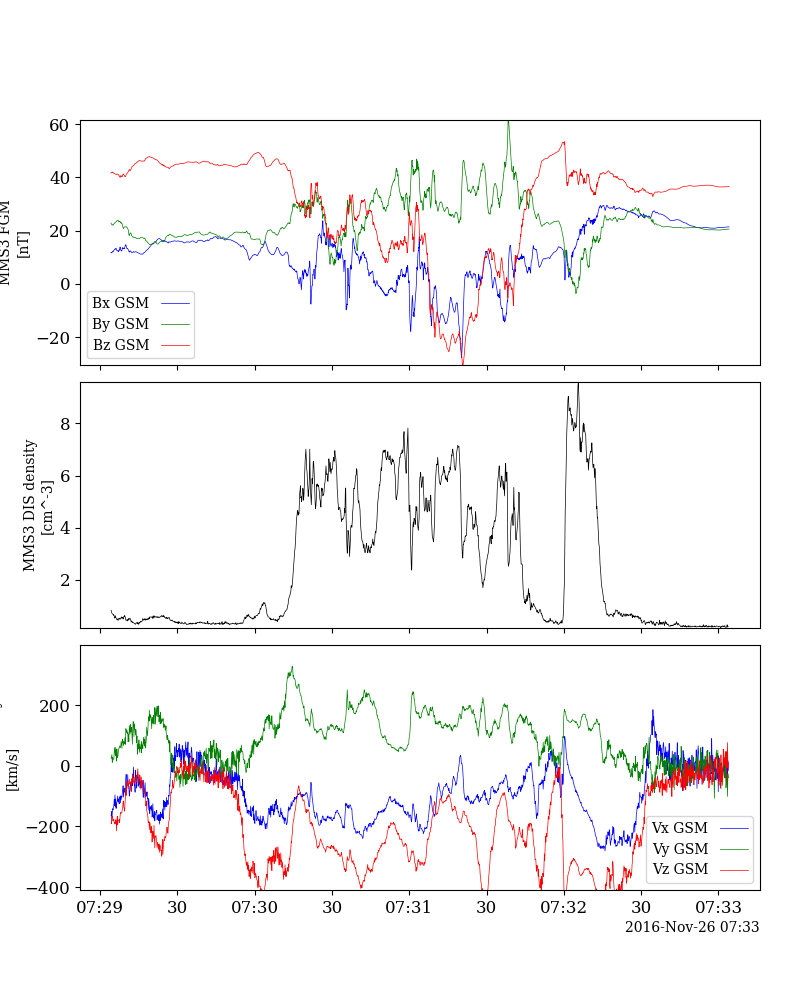 60
40
20
0
−20
MMS3 FGM
[nT]
Bx GSM
By GSM
Bz GSM
8
6
4
2
MMS3 DIS density
[cm^-3]
200
0
−200
−400
[km/s]
Vx GSM
Vy GSM
Vz GSM
07:29 30 07:30 30 07:31 30 07:32 30 07:33
2016-Nov-26 07:33